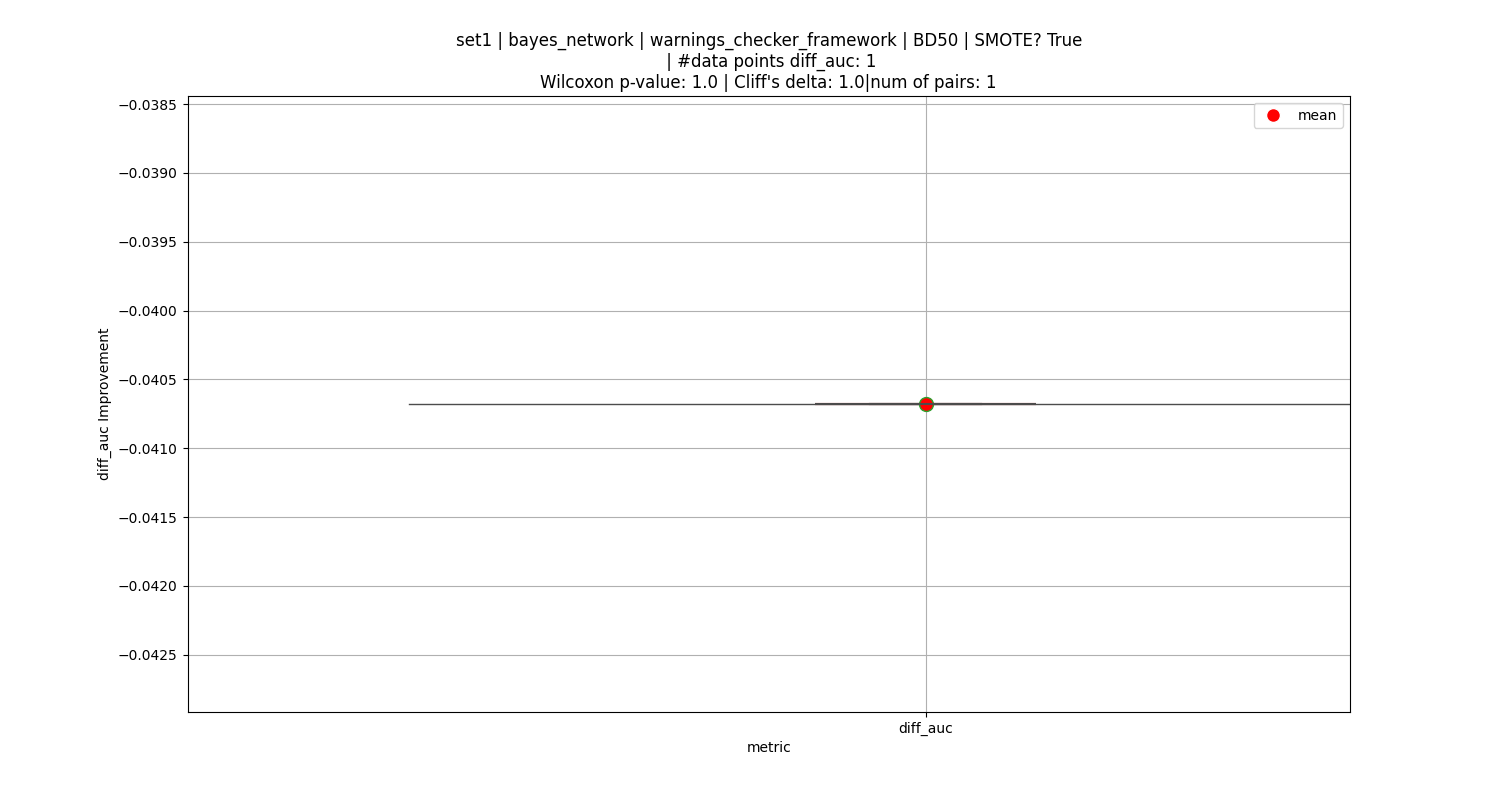 set1 | bayes_network | warnings_checker_framework | BD50 | SMOTE? True
| #data points diff_auc: 1
Wilcoxon p-value: 1.0 | Cliff's delta: 1.0|num of pairs: 1
mean
−0.0385
−0.0390
−0.0395
−0.0400
−0.0405
−0.0410
−0.0415
−0.0420
−0.0425
diff_auc Improvement
diff_auc
metric